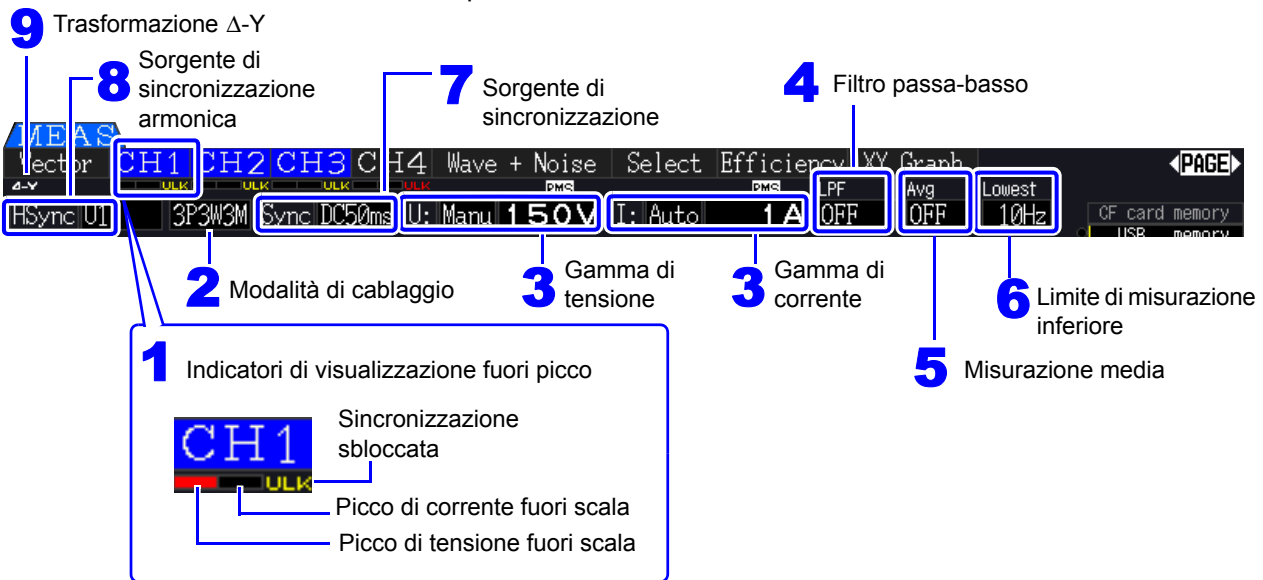 9 Trasformazione Δ-Y
8 Sorgente di
sincronizzazione
armonica
7 Sorgente di
sincronizzazione
4 Filtro passa-basso
MEAS
Vector CH1 CH2 CH3 CH4 Wave + Noise Select Efficiency XY Graph ◀PAGE▶
Δ-Y ULK ULK ULK ULK RMS RMS LPF Avg Lowest
HSync U1 3P3W3M Sync DC50ms U: Manu 150V I: Auto 1A OFF OFF 10Hz CF card memory
USB memory
2 Modalità di cablaggio
3 Gamma di
tensione
3 Gamma di
corrente
6 Limite di misurazione
inferiore
5 Misurazione media
1 Indicatori di visualizzazione fuori picco
CH1
ULK
Sincronizzazione
sbloccata
Picco di corrente fuori scala
Picco di tensione fuori scala